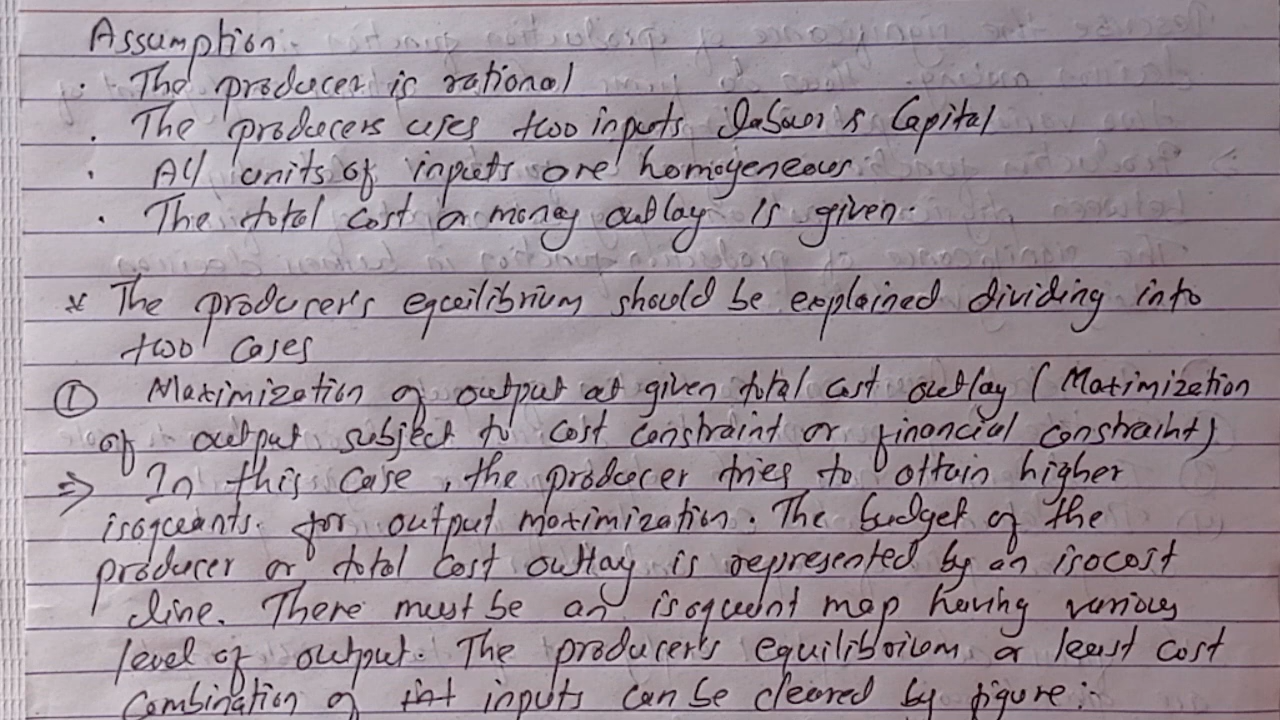 Assumption.
· The producer is rational
· The producers uses two inputs labour & Capital
· All units of inputs are homogeneous
· The total cost or money outlay is given.
* The producer's equilibrium should be explained dividing into
two cases
① Maximization of output at given total cost outlay (Maximization
of output subject to cost constraint or financial constraint)
⇒ In this case, the producer tries to attain higher
isoquants. for output maximization. The budget of the
producer or total cost outlay is represented by an isocost
line. There must be an isoquant map having various
level of output. The producer's equilibrium or least cost
Combination of inputs can be cleared by figure:-